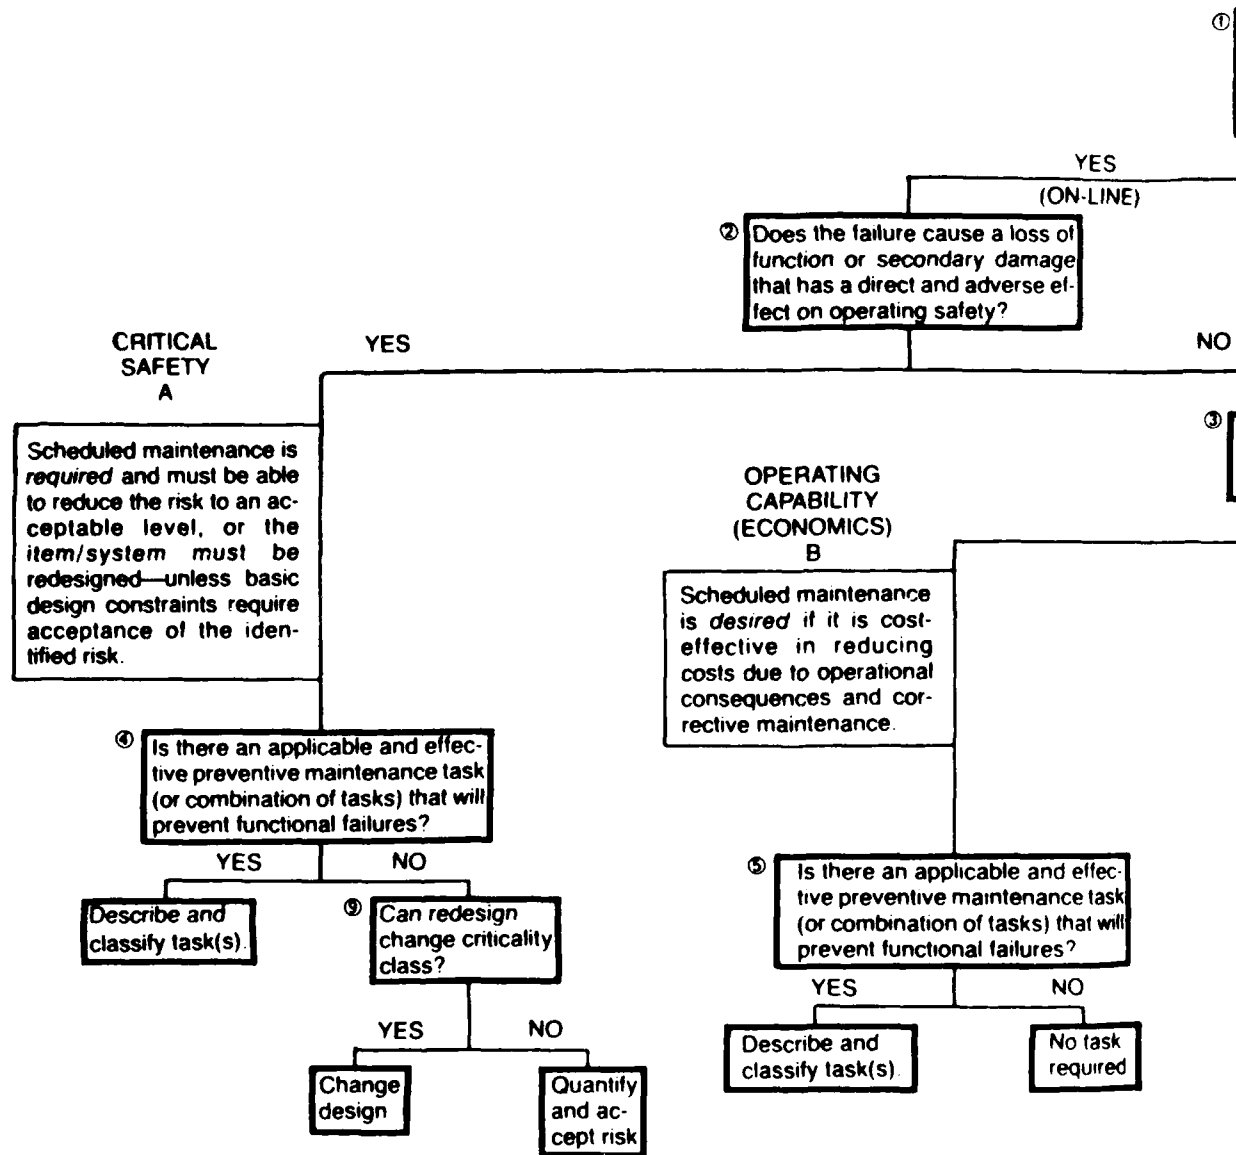 ①
YES
(ON-LINE)
② Does the failure cause a loss of
function or secondary damage
that has a direct and adverse ef-
fect on operating safety?
YES
NO
CRITICAL
SAFETY
A
Scheduled maintenance is
required and must be able
to reduce the risk to an ac-
ceptable level, or the
item/system must be
redesigned—unless basic
design constraints require
acceptance of the iden-
tified risk.
③
OPERATING
CAPABILITY
(ECONOMICS)
B
Scheduled maintenance
is desired if it is cost-
effective in reducing
costs due to operational
consequences and cor-
rective maintenance.
④ Is there an applicable and effec-
tive preventive maintenance task
(or combination of tasks) that will
prevent functional failures?
YES
NO
Describe and
classify task(s).
⑨ Can redesign
change criticality
class?
YES
NO
Change
design
Quantify
and ac-
cept risk
⑤ Is there an applicable and effec-
tive preventive maintenance task
(or combination of tasks) that will
prevent functional failures?
YES
NO
Describe and
classify task(s).
No task
required